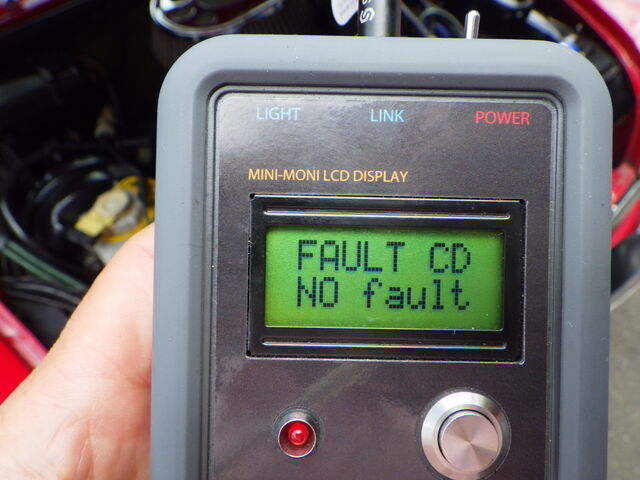 LIGHT LINK POWER
MINI-MONI LCD DISPLAY
FAULT CD
NO fault